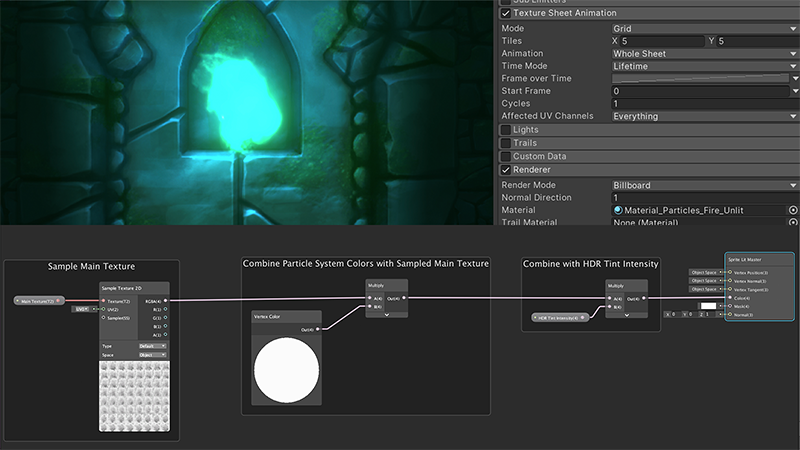 Sub Emitters
Texture Sheet Animation
Mode Grid
Tiles X 5 Y 5
Animation Whole Sheet
Time Mode Lifetime
Frame over Time
Start Frame 0
Cycles 1
Affected UV Channels Everything
Lights
Trails
Custom Data
Renderer
Render Mode Billboard
Normal Direction 1
Material Material_Particles_Fire_Unlit
Trail Material None (Material)
Sample Main Texture
Main Texture(T2)
Sample Texture 2D
Texture(T2) RGBA(4)
UV(2) R(1)
Sampler(SS) G(1)
B(1)
A(1)
Type Default
Space Object
Combine Particle System Colors with Sampled Main Texture
Vertex Color
Out(4)
Multiply
A(4) Out(4)
B(4)
Combine with HDR Tint Intensity
HDR Tint Intensity(4)
Multiply
A(4) Out(4)
B(4)
Sprite Lit Master
Object Space Vertex Position(3)
Object Space Vertex Normal(3)
Object Space Vertex Tangent(3)
Color(4)
Mask(4)
X 0 Y 0 Z 1 Normal(3)